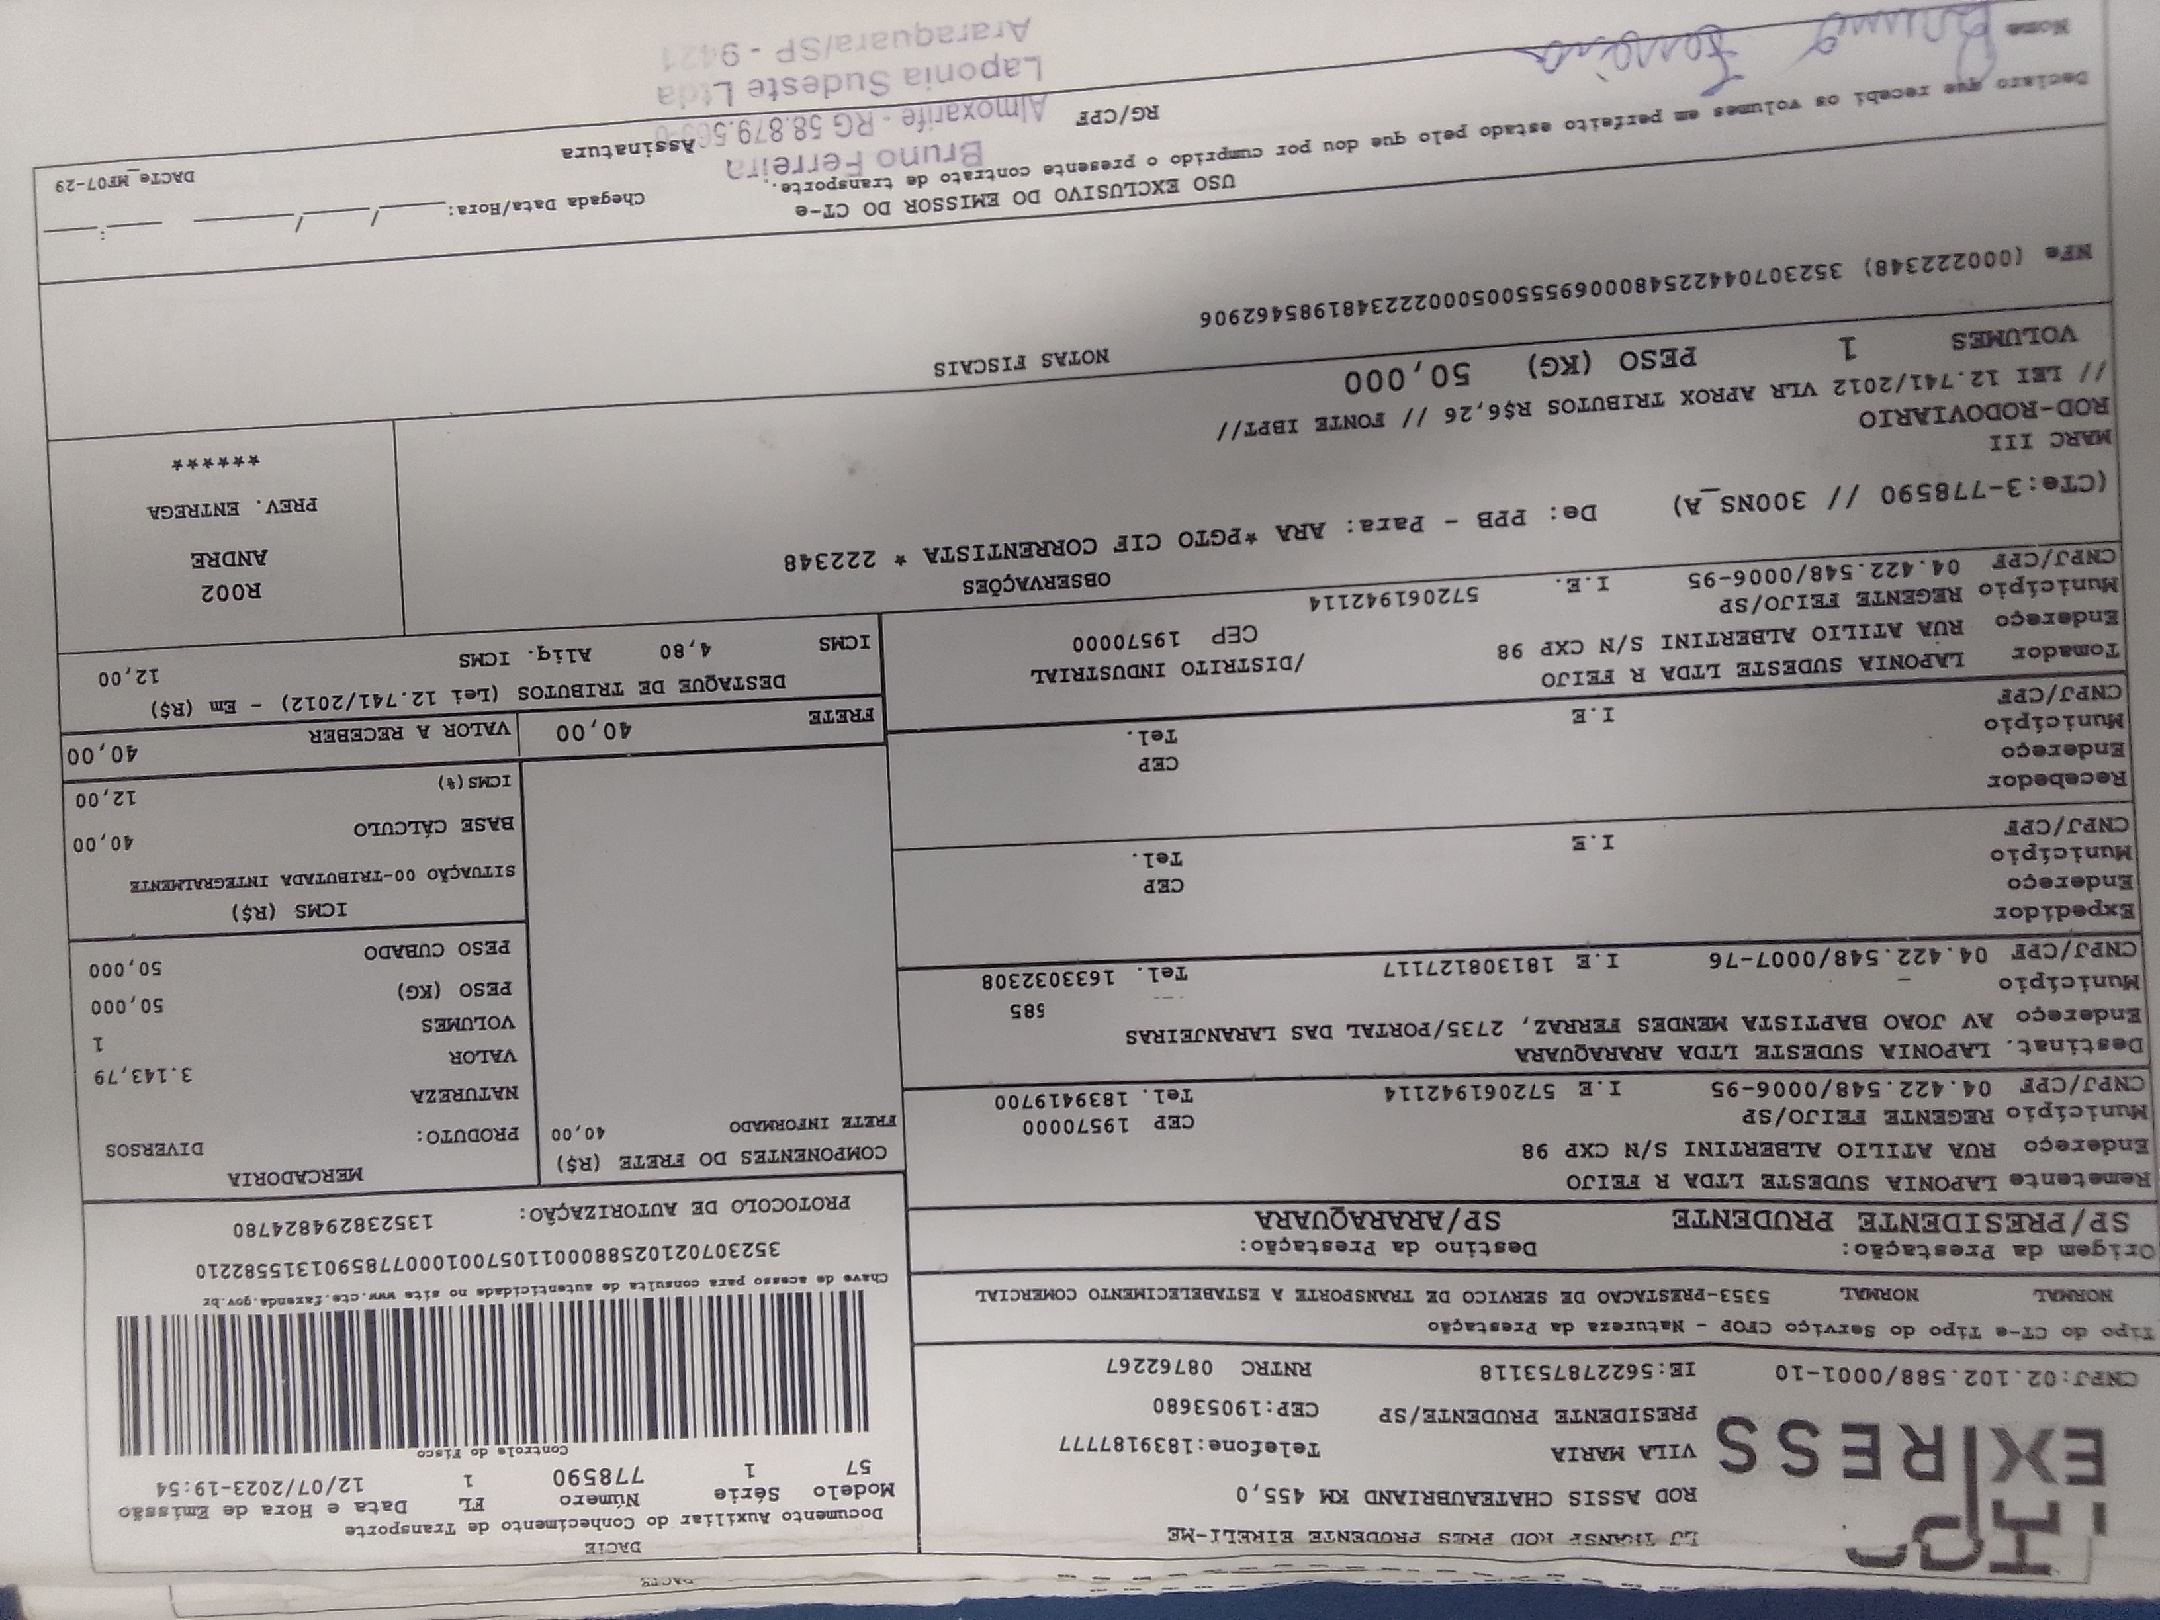 DACTE
LJ TRANSP ROD PRES PRUDENTE EIRELI-ME
ROD ASSIS CHATEAUBRIAND KM 455,0
VILA MARIA Telefone:1839187777
PRESIDENTE PRUDENTE/SP CEP:19053680
EXPRESS
CNPJ:02.102.588/0001-10 IE:562278753118 RNTRC 08762267
DACTE
Documento Auxiliar do Conhecimento de Transporte
Modelo Série Número FL Data e Hora de Emissão
57 1 778590 1 12/07/2023-19:54
Controle do Fisco
Chave de acesso para consulta de autenticidade no site www.cte.fazenda.gov.br
35230702102588000110570010007785901315582210
PROTOCOLO DE AUTORIZAÇÃO: 135238294824780
Tipo do CT-e Tipo do Serviço CFOP - Natureza da Prestação
NORMAL NORMAL 5353-PRESTACAO DE SERVICO DE TRANSPORTE A ESTABELECIMENTO COMERCIAL
Origem da Prestação: Destino da Prestação:
SP/PRESIDENTE PRUDENTE SP/ARARAQUARA
Remetente LAPONIA SUDESTE LTDA R FEIJO
Endereço RUA ATILIO ALBERTINI S/N CXP 98
Município REGENTE FEIJO/SP CEP 19570000
CNPJ/CPF 04.422.548/0006-95 I.E 572061942114 Tel. 1839419700
Destinat. LAPONIA SUDESTE LTDA ARARAQUARA
Endereço AV JOAO BAPTISTA MENDES FERRAZ, 2735/PORTAL DAS LARANJEIRAS
Município 585
CNPJ/CPF 04.422.548/0007-76 I.E 181308127117 Tel. 1633032308
Expedidor
Endereço
Município CEP
CNPJ/CPF I.E Tel.
Recebedor
Endereço
Município CEP
CNPJ/CPF I.E Tel.
Tomador LAPONIA SUDESTE LTDA R FEIJO
Endereço RUA ATILIO ALBERTINI S/N CXP 98 /DISTRITO INDUSTRIAL
Município REGENTE FEIJO/SP CEP 19570000
CNPJ/CPF 04.422.548/0006-95 I.E. 572061942114
COMPONENTES DO FRETE (R$)
FRETE INFORMADO 40,00
MERCADORIA
PRODUTO: DIVERSOS
NATUREZA
VALOR 3.143,79
VOLUMES 1
PESO (KG) 50,000
PESO CUBADO 50,000
ICMS (R$)
SITUAÇÃO 00-TRIBUTADA INTEGRALMENTE
BASE CÁLCULO 40,00
ICMS(%) 12,00
FRETE 40,00 VALOR A RECEBER 40,00
DESTAQUE DE TRIBUTOS (Lei 12.741/2012) - Em (R$)
ICMS 4,80 Aliq. ICMS 12,00
OBSERVAÇÕES
(CTe:3-778590 // 300NS_A) De: PPB - Para: ARA *PGTO CIF CORRENTISTA * 222348
MARC III
ROD-RODOVIARIO
// LEI 12.741/2012 VLR APROX TRIBUTOS R$6,26 // FONTE IBPT//
VOLUMES 1 PESO (KG) 50,000
R002
ANDRE
PREV. ENTREGA
******
NOTAS FISCAIS
NFe (000222348) 35230704422548000695550050002223481985462906
USO EXCLUSIVO DO EMISSOR DO CT-e
Declaro que recebi os volumes em perfeito estado pelo que dou por cumprido o presente contrato de transporte.
Chegada Data/Hora: ____/____/____ ___:___
DACTe_MF07-29
Nome Bruno Ferreira RG/CPF Assinatura
Bruno Ferreira
Almoxarife - RG 58.879.569-0
Laponia Sudeste Ltda
Araraquara/SP - 9421